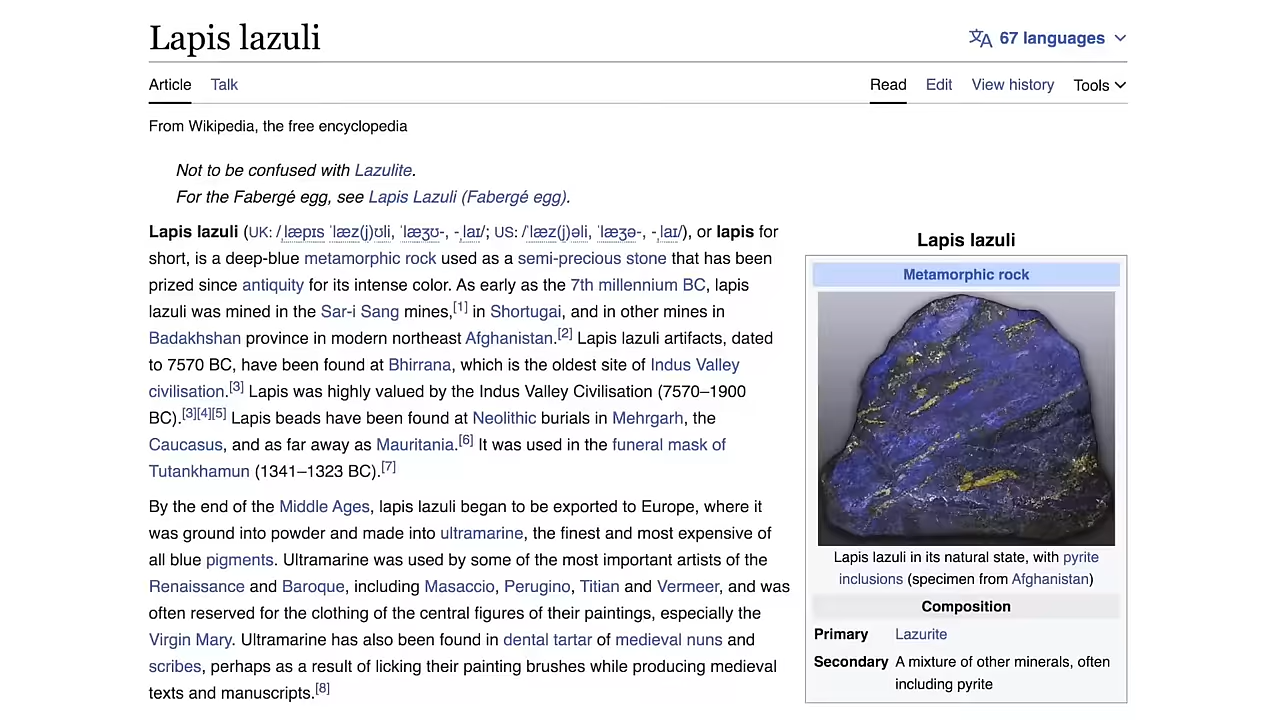 Lapis lazuli
67 languages
Article Talk
Read Edit View history Tools
From Wikipedia, the free encyclopedia
Not to be confused with Lazulite.
For the Fabergé egg, see Lapis Lazuli (Fabergé egg).
Lapis lazuli (UK: /ˌlæpɪs ˈlæz(j)ʊli, ˈlæʒʊ-, -ˌlaɪ/; US: /ˈlæz(j)əli, ˈlæʒə-, -ˌlaɪ/), or lapis for
short, is a deep-blue metamorphic rock used as a semi-precious stone that has been
prized since antiquity for its intense color. As early as the 7th millennium BC, lapis
lazuli was mined in the Sar-i Sang mines,[1] in Shortugai, and in other mines in
Badakhshan province in modern northeast Afghanistan.[2] Lapis lazuli artifacts, dated
to 7570 BC, have been found at Bhirrana, which is the oldest site of Indus Valley
civilisation.[3] Lapis was highly valued by the Indus Valley Civilisation (7570–1900
BC).[3][4][5] Lapis beads have been found at Neolithic burials in Mehrgarh, the
Caucasus, and as far away as Mauritania.[6] It was used in the funeral mask of
Tutankhamun (1341–1323 BC).[7]
By the end of the Middle Ages, lapis lazuli began to be exported to Europe, where it
was ground into powder and made into ultramarine, the finest and most expensive of
all blue pigments. Ultramarine was used by some of the most important artists of the
Renaissance and Baroque, including Masaccio, Perugino, Titian and Vermeer, and was
often reserved for the clothing of the central figures of their paintings, especially the
Virgin Mary. Ultramarine has also been found in dental tartar of medieval nuns and
scribes, perhaps as a result of licking their painting brushes while producing medieval
texts and manuscripts.[8]
Lapis lazuli
Metamorphic rock
Lapis lazuli in its natural state, with pyrite
inclusions (specimen from Afghanistan)
Composition
Primary Lazurite
Secondary A mixture of other minerals, often
including pyrite